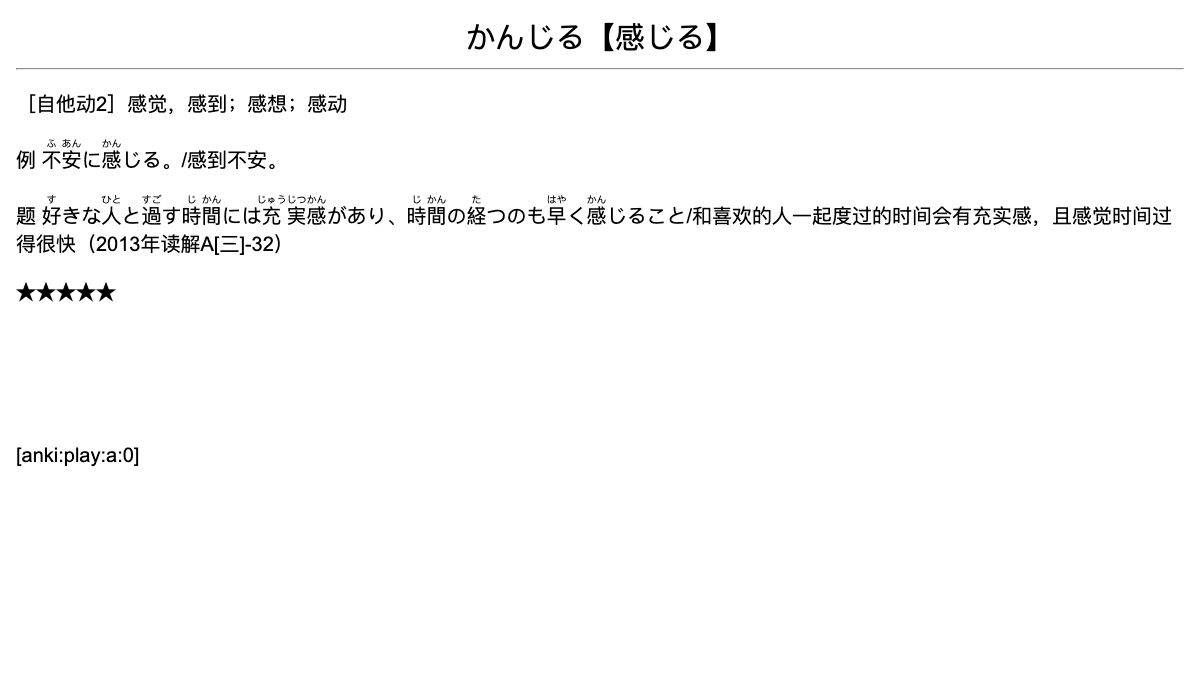 かんじる【感じる】
［自他动2］感觉，感到；感想；感动
ふ あん かん
例 不安に感じる。/感到不安。
す ひと すご じ かん じゅうじつかん じ かん た はや かん
题 好きな人と過す時間には充実感があり、時間の経つのも早く感じること/和喜欢的人一起度过的时间会有充实感，且感觉时间过
得很快（2013年读解A[三]-32）
★★★★★
[anki:play:a:0]